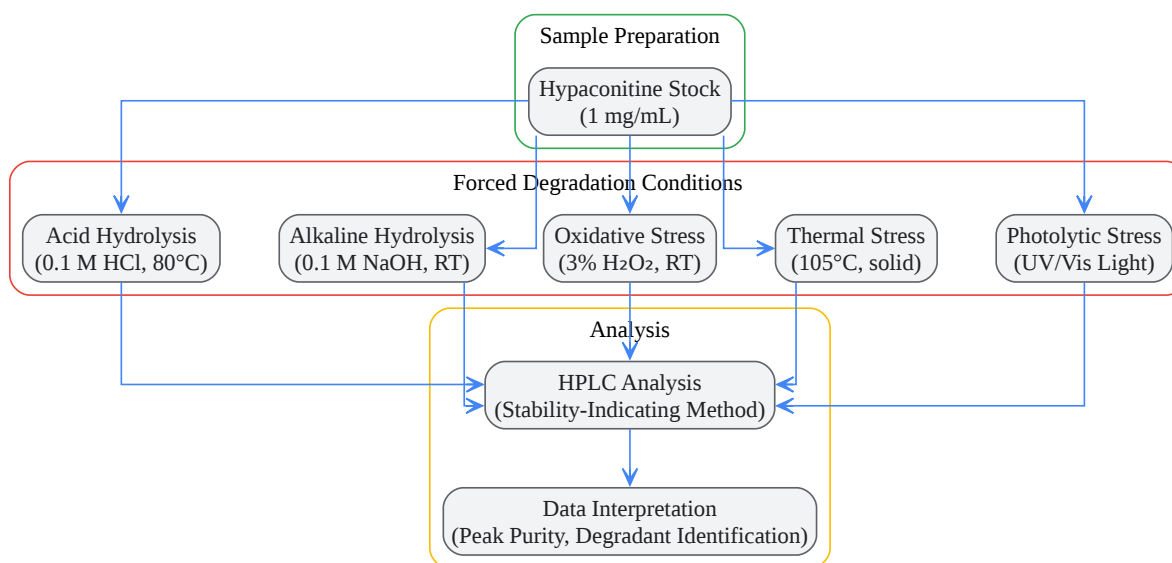 Sample Preparation
Hypaconitine Stock
(1 mg/mL)
Forced Degradation Conditions
Acid Hydrolysis
(0.1 M HCl, 80°C)
Alkaline Hydrolysis
(0.1 M NaOH, RT)
Oxidative Stress
(3% H₂O₂, RT)
Thermal Stress
(105°C, solid)
Photolytic Stress
(UV/Vis Light)
Analysis
HPLC Analysis
(Stability-Indicating Method)
Data Interpretation
(Peak Purity, Degradant Identification)